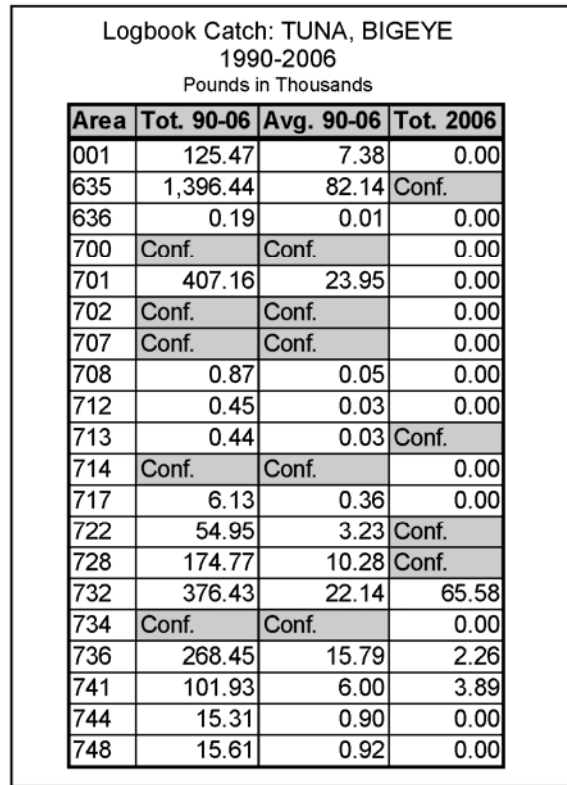 Logbook Catch: TUNA, BIGEYE
1990-2006
Pounds in Thousands
Area Tot. 90-06 Avg. 90-06 Tot. 2006
001 125.47 7.38 0.00
635 1,396.44 82.14 Conf.
636 0.19 0.01 0.00
700 Conf. Conf. 0.00
701 407.16 23.95 0.00
702 Conf. Conf. 0.00
707 Conf. Conf. 0.00
708 0.87 0.05 0.00
712 0.45 0.03 0.00
713 0.44 0.03 Conf.
714 Conf. Conf. 0.00
717 6.13 0.36 0.00
722 54.95 3.23 Conf.
728 174.77 10.28 Conf.
732 376.43 22.14 65.58
734 Conf. Conf. 0.00
736 268.45 15.79 2.26
741 101.93 6.00 3.89
744 15.31 0.90 0.00
748 15.61 0.92 0.00